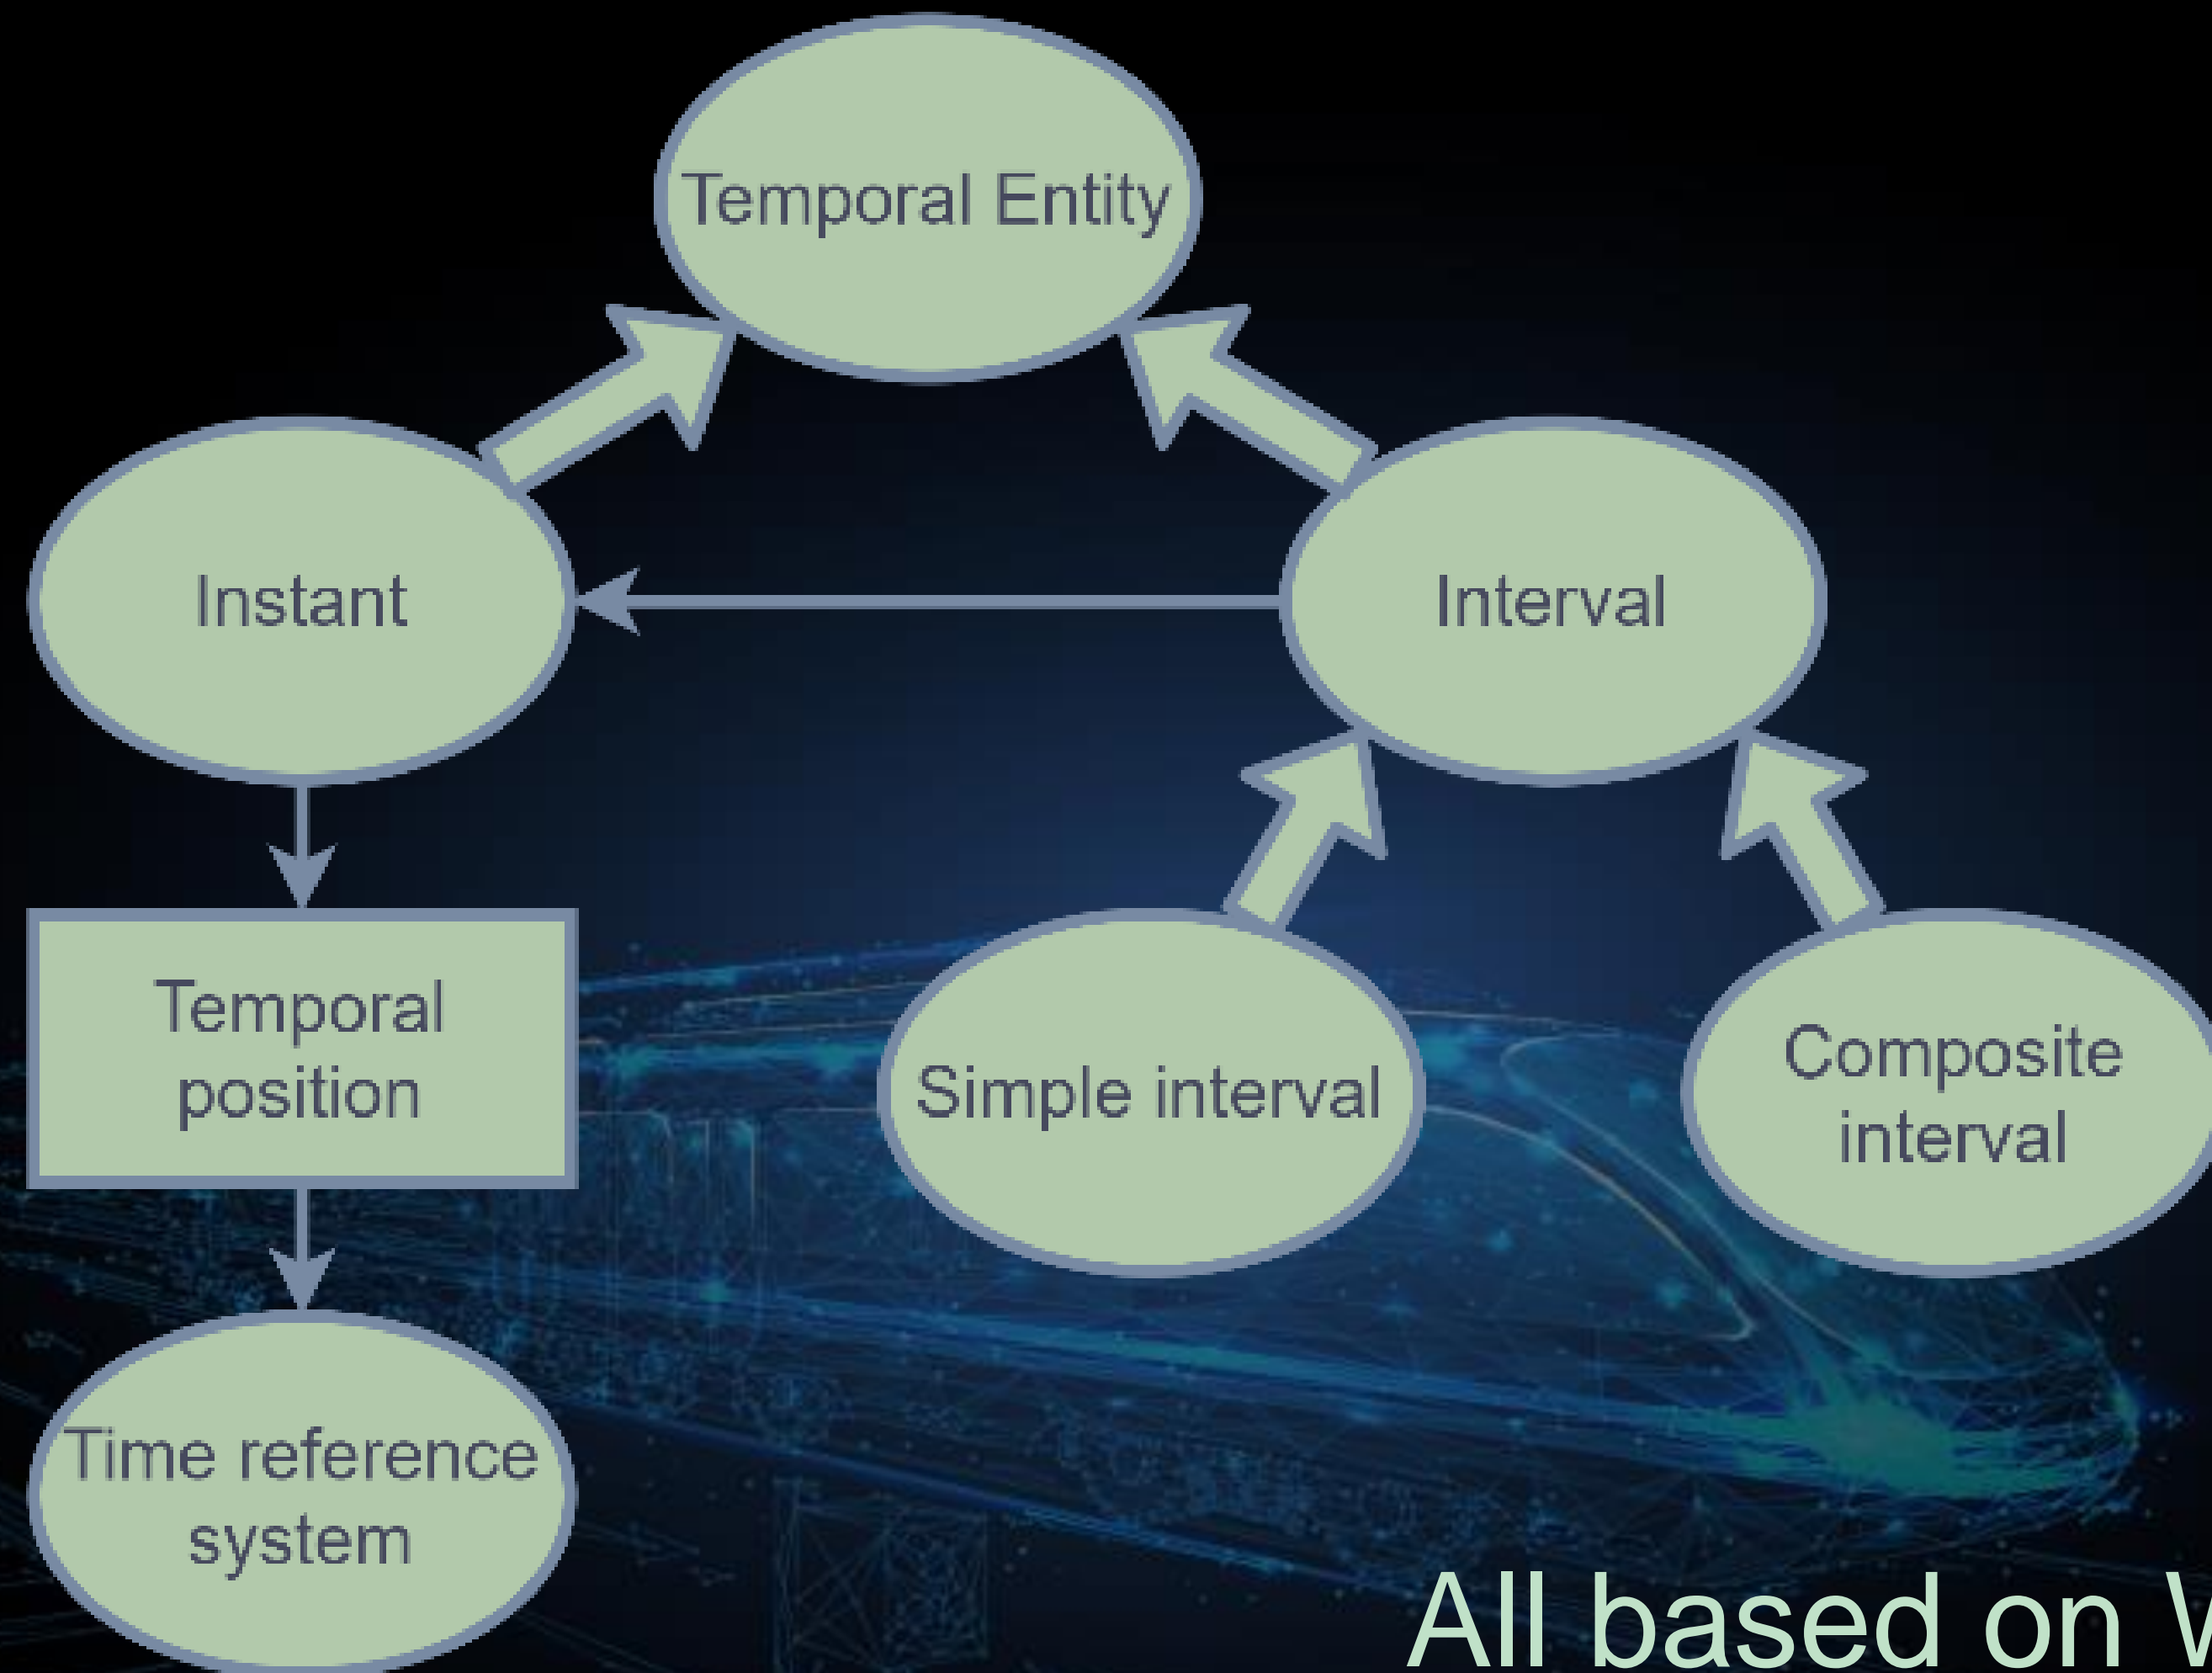 Temporal Entity
Instant
Interval
Temporal
position
Simple interval
Composite
interval
Time reference
system
All based on